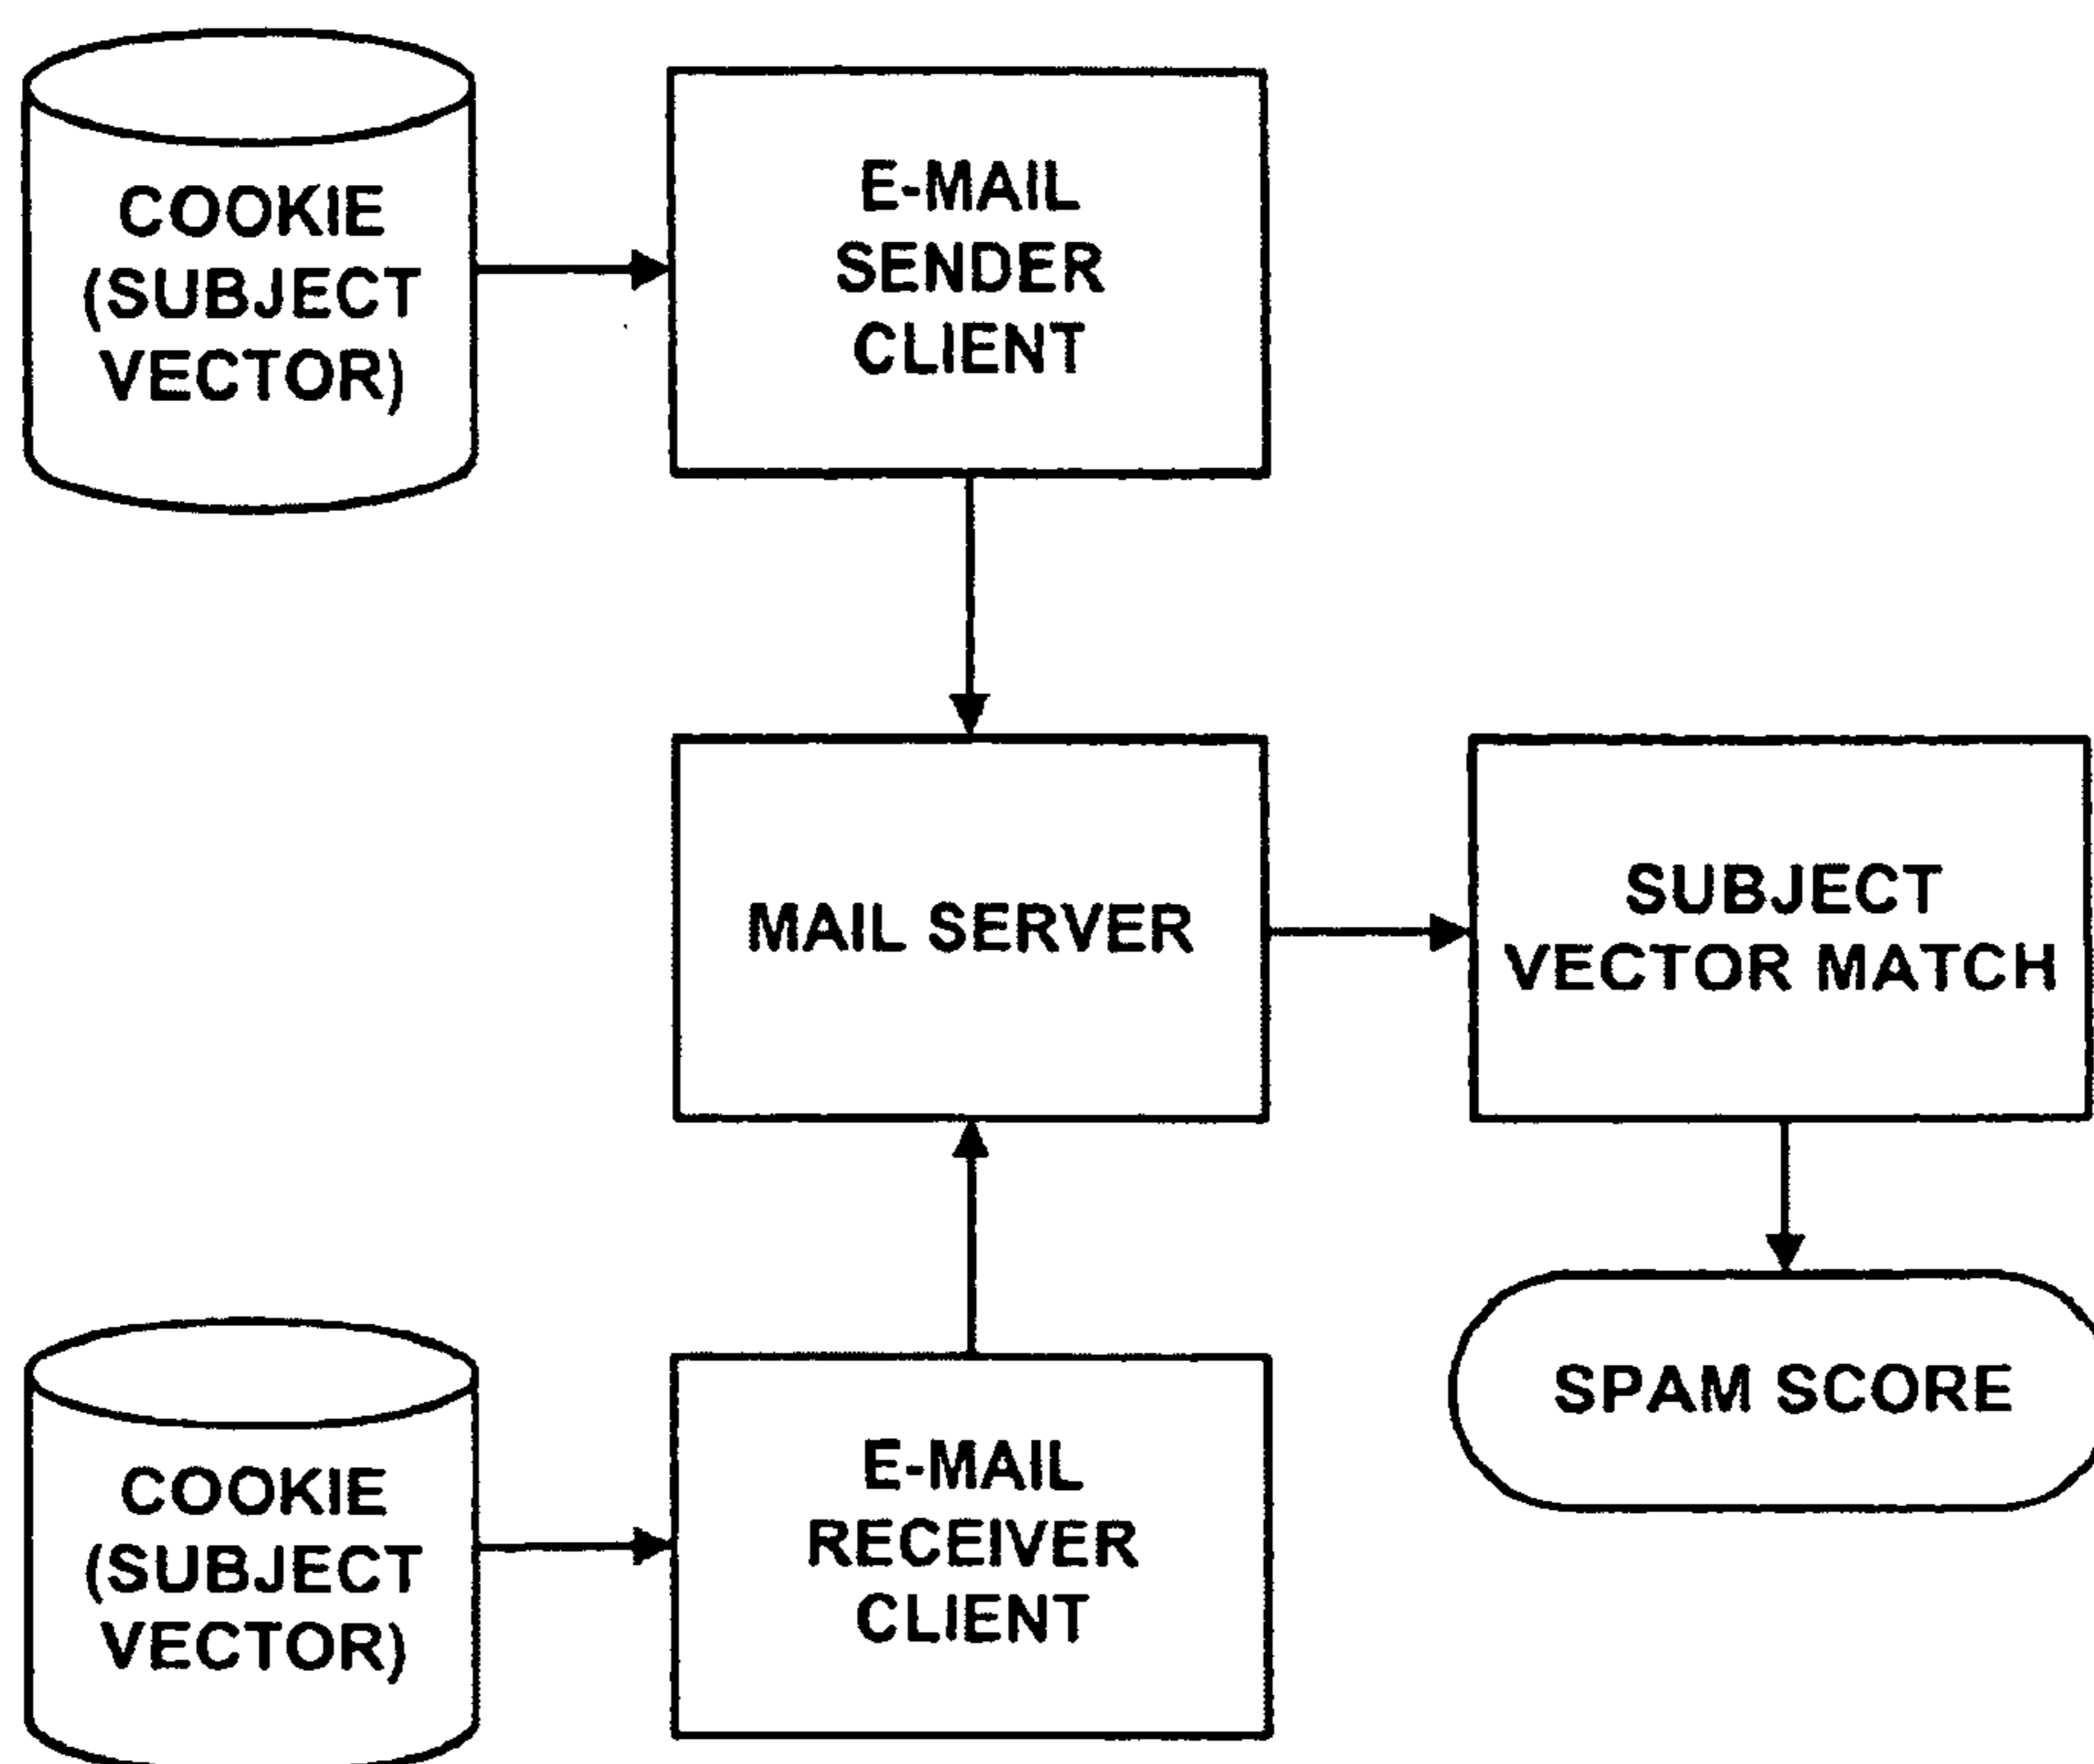 COOKIE
(SUBJECT
VECTOR)
E-MAIL
SENDER
CLIENT
MAIL SERVER
SUBJECT
VECTOR MATCH
SPAM SCORE
COOKIE
(SUBJECT
VECTOR)
E-MAIL
RECEIVER
CLIENT